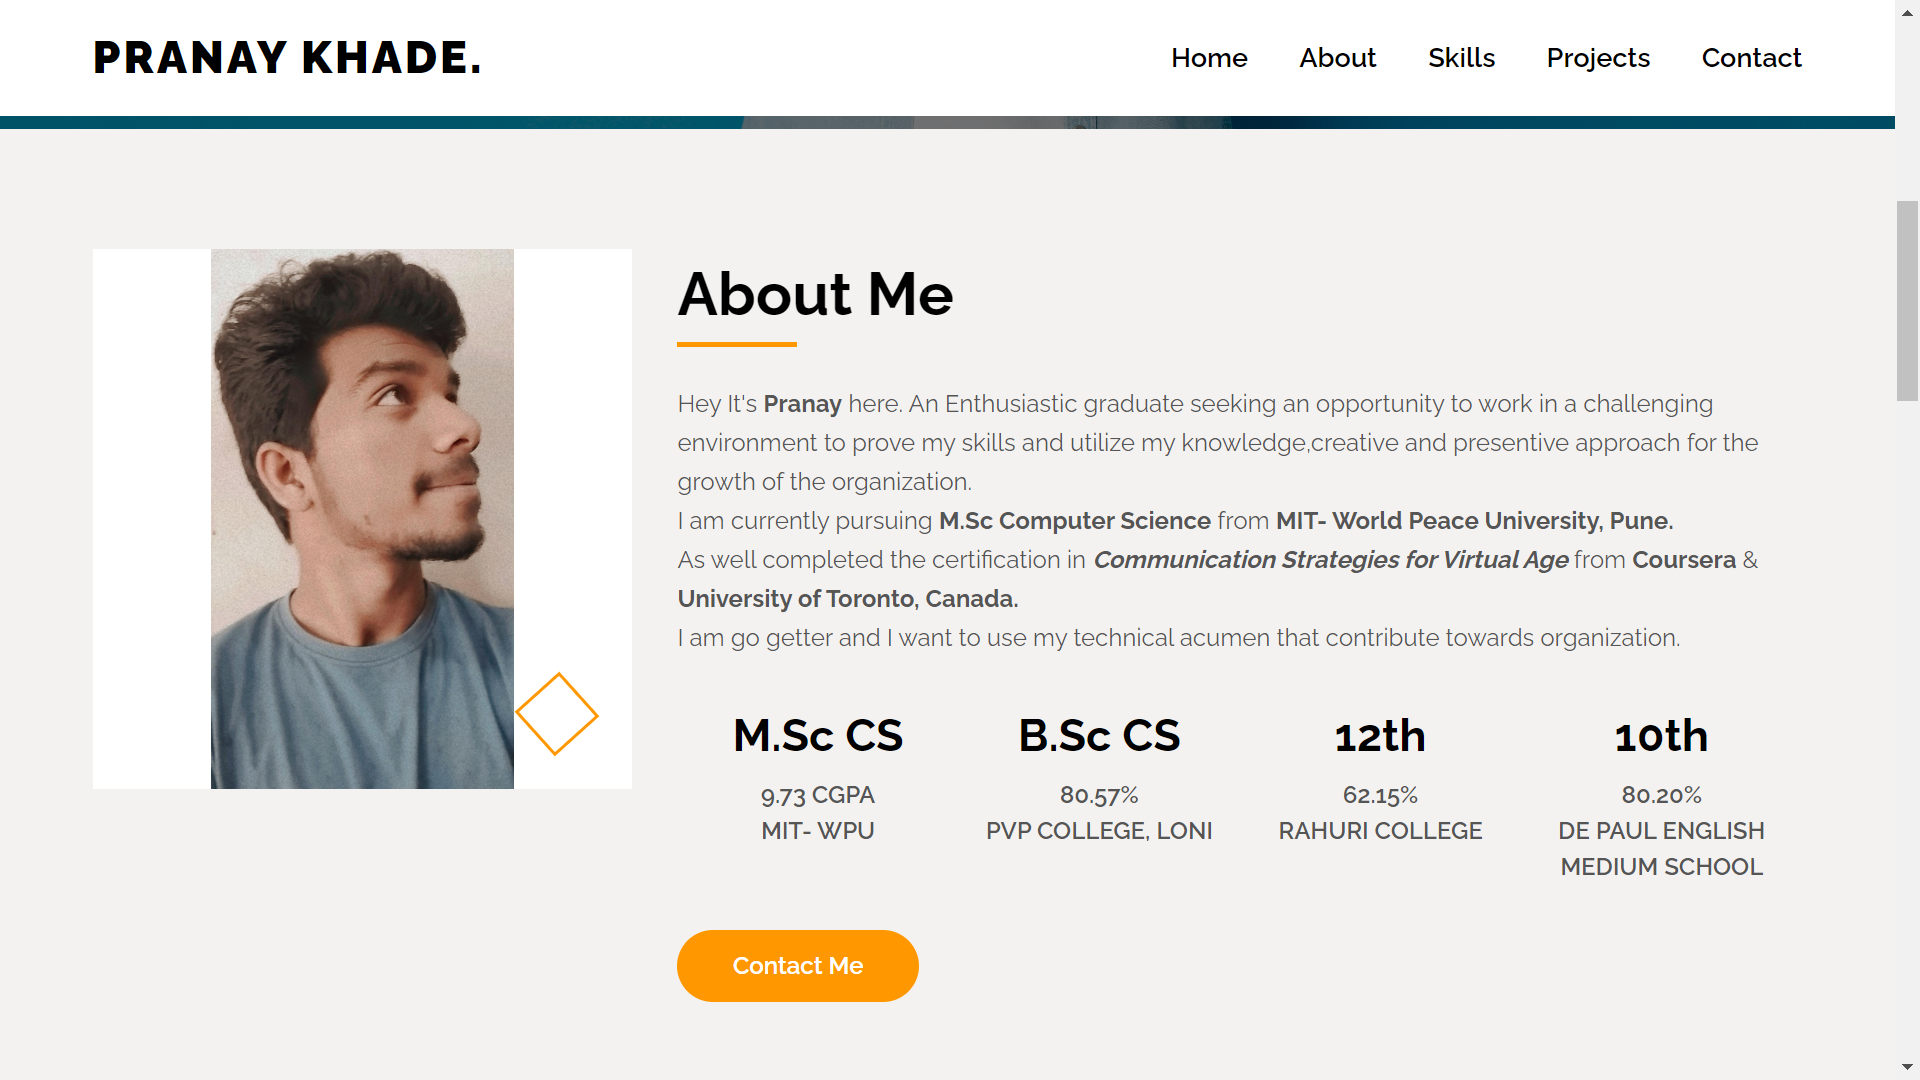 PRANAY KHADE.
Home About Skills Projects Contact
About Me
Hey It's Pranay here. An Enthusiastic graduate seeking an opportunity to work in a challenging
environment to prove my skills and utilize my knowledge,creative and presentive approach for the
growth of the organization.
I am currently pursuing M.Sc Computer Science from MIT- World Peace University, Pune.
As well completed the certification in Communication Strategies for Virtual Age from Coursera &
University of Toronto, Canada.
I am go getter and I want to use my technical acumen that contribute towards organization.
M.Sc CS
9.73 CGPA
MIT- WPU
B.Sc CS
80.57%
PVP COLLEGE, LONI
12th
62.15%
RAHURI COLLEGE
10th
80.20%
DE PAUL ENGLISH
MEDIUM SCHOOL
Contact Me